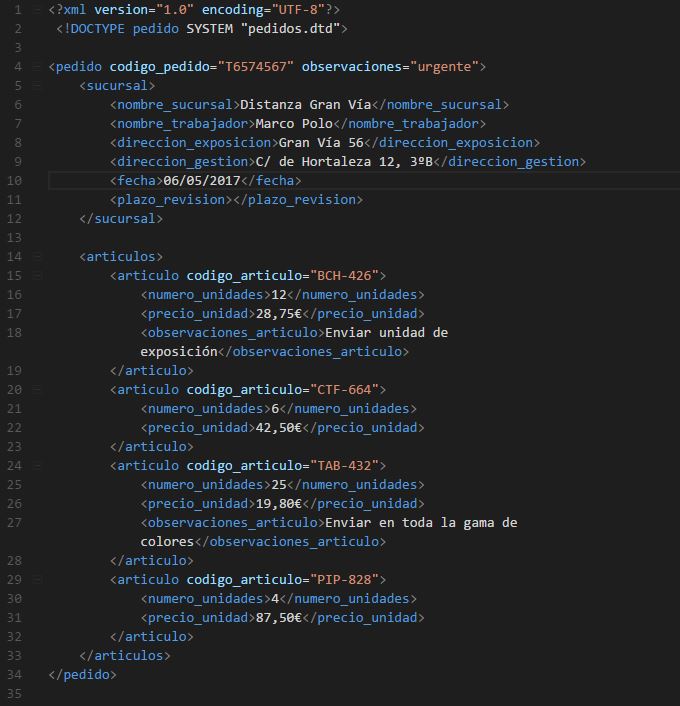 1 <?xml version="1.0" encoding="UTF-8"?>
2 <!DOCTYPE pedido SYSTEM "pedidos.dtd">
3
4 <pedido codigo_pedido="T6574567" observaciones="urgente">
5 <sucursal>
6 <nombre_sucursal>Distanza Gran Vía</nombre_sucursal>
7 <nombre_trabajador>Marco Polo</nombre_trabajador>
8 <direccion_exposicion>Gran Vía 56</direccion_exposicion>
9 <direccion_gestion>C/ de Hortaleza 12, 3ºB</direccion_gestion>
10 <fecha>06/05/2017</fecha>
11 <plazo_revision></plazo_revision>
12 </sucursal>
13
14 <articulos>
15 <articulo codigo_articulo="BCH-426">
16 <numero_unidades>12</numero_unidades>
17 <precio_unidad>28,75€</precio_unidad>
18 <observaciones_articulo>Enviar unidad de
exposición</observaciones_articulo>
19 </articulo>
20 <articulo codigo_articulo="CTF-664">
21 <numero_unidades>6</numero_unidades>
22 <precio_unidad>42,50€</precio_unidad>
23 </articulo>
24 <articulo codigo_articulo="TAB-432">
25 <numero_unidades>25</numero_unidades>
26 <precio_unidad>19,80€</precio_unidad>
27 <observaciones_articulo>Enviar en toda la gama de
colores</observaciones_articulo>
28 </articulo>
29 <articulo codigo_articulo="PIP-828">
30 <numero_unidades>4</numero_unidades>
31 <precio_unidad>87,50€</precio_unidad>
32 </articulo>
33 </articulos>
34 </pedido>
35